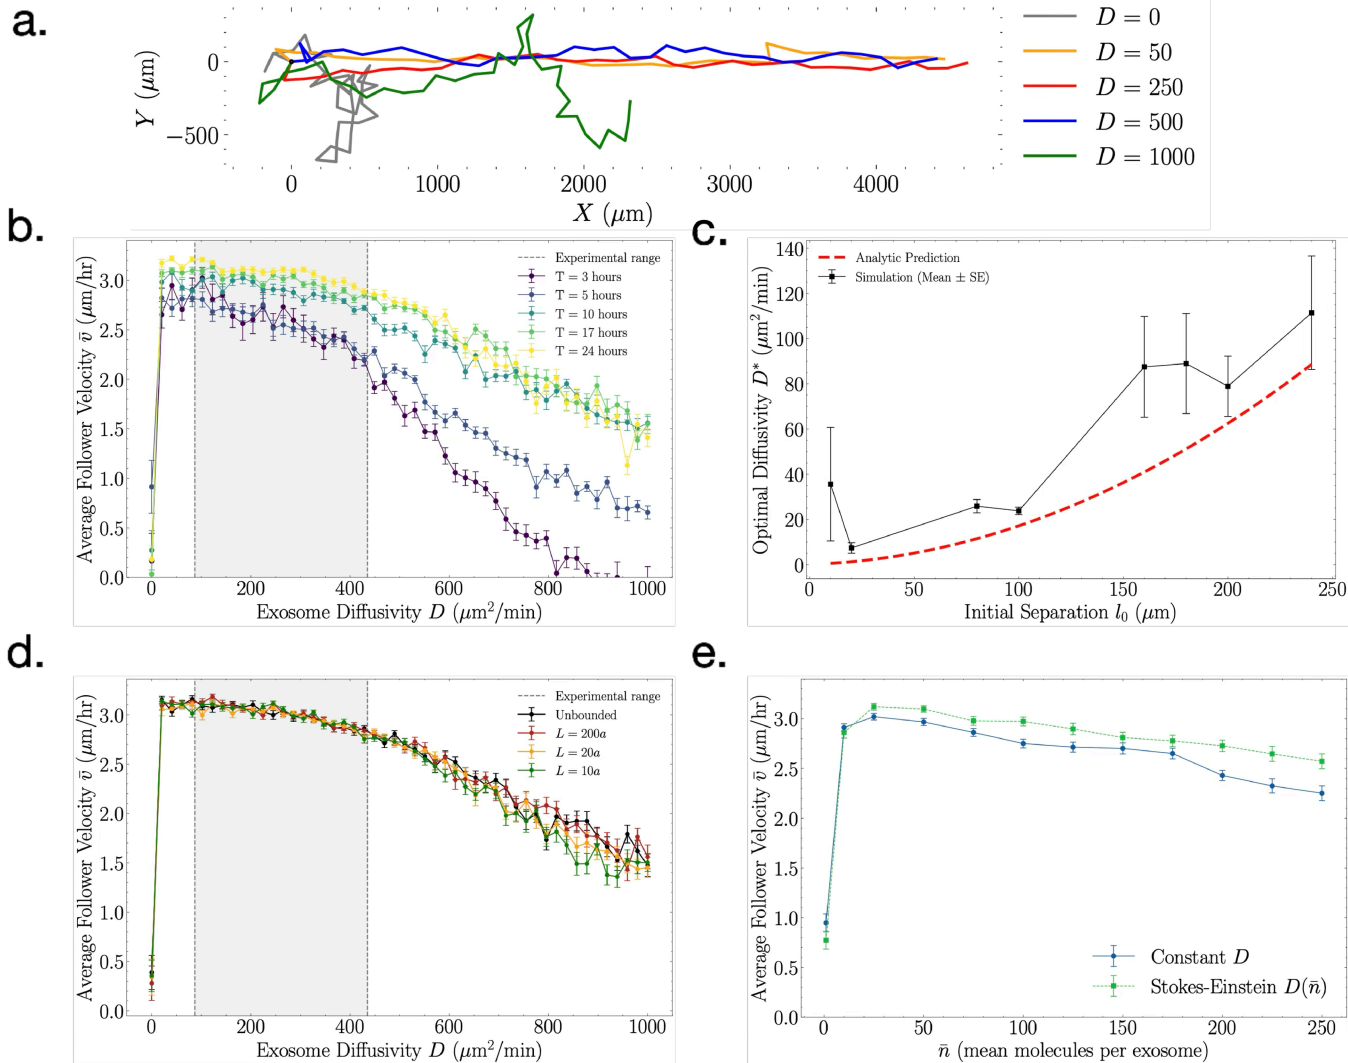 a.
0
−500
Y (μm)
0
1000
2000
3000
4000
X (μm)
D = 0
D = 50
D = 250
D = 500
D = 1000
b.
3.0
2.5
2.0
1.5
1.0
0.5
0.0
Average Follower Velocity v̄ (μm/hr)
Experimental range
T = 3 hours
T = 5 hours
T = 10 hours
T = 17 hours
T = 24 hours
0
200
400
600
800
1000
Exosome Diffusivity D (μm²/min)
c.
140
120
100
80
60
40
20
0
Optimal Diffusivity D* (μm²/min)
Analytic Prediction
Simulation (Mean ± SE)
50
100
150
200
250
Initial Separation l₀ (μm)
d.
3.0
2.5
2.0
1.5
1.0
0.5
0.0
Average Follower Velocity v̄ (μm/hr)
Experimental range
Unbounded
L = 200a
L = 20a
L = 10a
0
200
400
600
800
1000
Exosome Diffusivity D (μm²/min)
e.
3.0
2.5
2.0
1.5
1.0
0.5
0.0
Average Follower Velocity v̄ (μm/hr)
Constant D
Stokes-Einstein D(n̄)
0
50
100
150
200
250
n̄ (mean molecules per exosome)